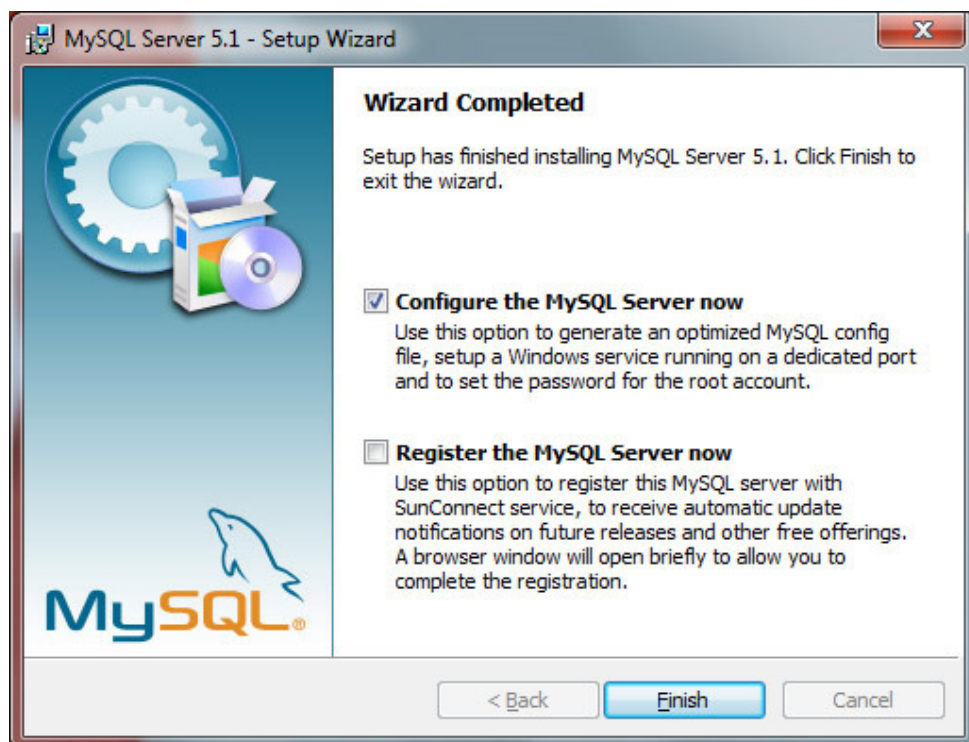 MySQL Server 5.1 - Setup Wizard
Wizard Completed
Setup has finished installing MySQL Server 5.1. Click Finish to
exit the wizard.
Configure the MySQL Server now
Use this option to generate an optimized MySQL config
file, setup a Windows service running on a dedicated port
and to set the password for the root account.
Register the MySQL Server now
Use this option to register this MySQL server with
SunConnect service, to receive automatic update
notifications on future releases and other free offerings.
A browser window will open briefly to allow you to
complete the registration.
MySQL®
< Back
Finish
Cancel